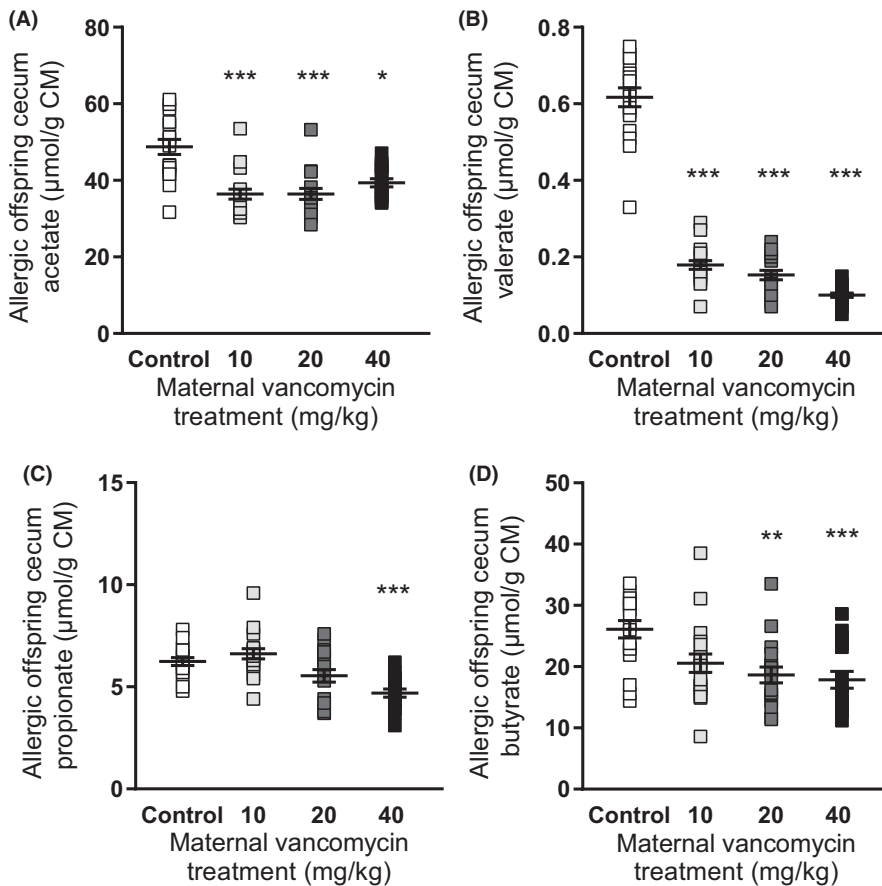 (A)
Allergic offspring cecum
acetate (µmol/g CM)
80
60
40
20
0
*** *** *
Control 10 20 40
Maternal vancomycin
treatment (mg/kg)
(B)
Allergic offspring cecum
valerate (µmol/g CM)
0.8
0.6
0.4
0.2
0.0
*** *** ***
Control 10 20 40
Maternal vancomycin
treatment (mg/kg)
(C)
Allergic offspring cecum
propionate (µmol/g CM)
15
10
5
0
***
Control 10 20 40
Maternal vancomycin
treatment (mg/kg)
(D)
Allergic offspring cecum
butyrate (µmol/g CM)
50
40
30
20
10
0
** ***
Control 10 20 40
Maternal vancomycin
treatment (mg/kg)